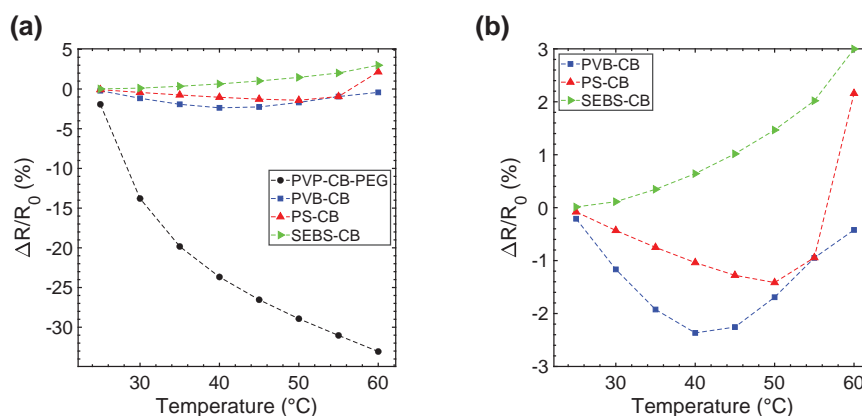 (a)
5
0
-5
-10
-15
-20
-25
-30
ΔR/R0 (%)
PVP-CB-PEG
PVB-CB
PS-CB
SEBS-CB
30
40
50
60
Temperature (°C)
(b)
3
2
1
0
-1
-2
-3
ΔR/R0 (%)
PVB-CB
PS-CB
SEBS-CB
30
40
50
60
Temperature (°C)